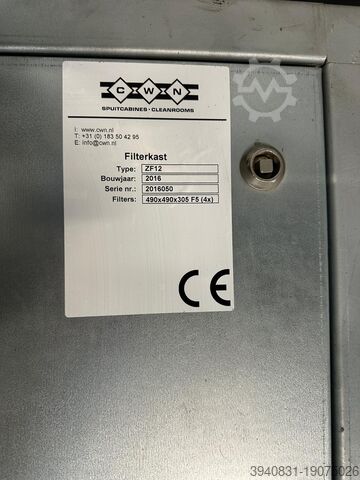 CWN
SPUITCABINES - CLEANROOMS
I: www.cwn.nl
T: +31 (0) 183 50 42 95
E: info@cwn.nl
Filterkast
Type: ZF12
Bouwjaar: 2016
Serie nr.: 2016050
Filters: 490x490x305 F5 (4x)
CE
3940831-19075026